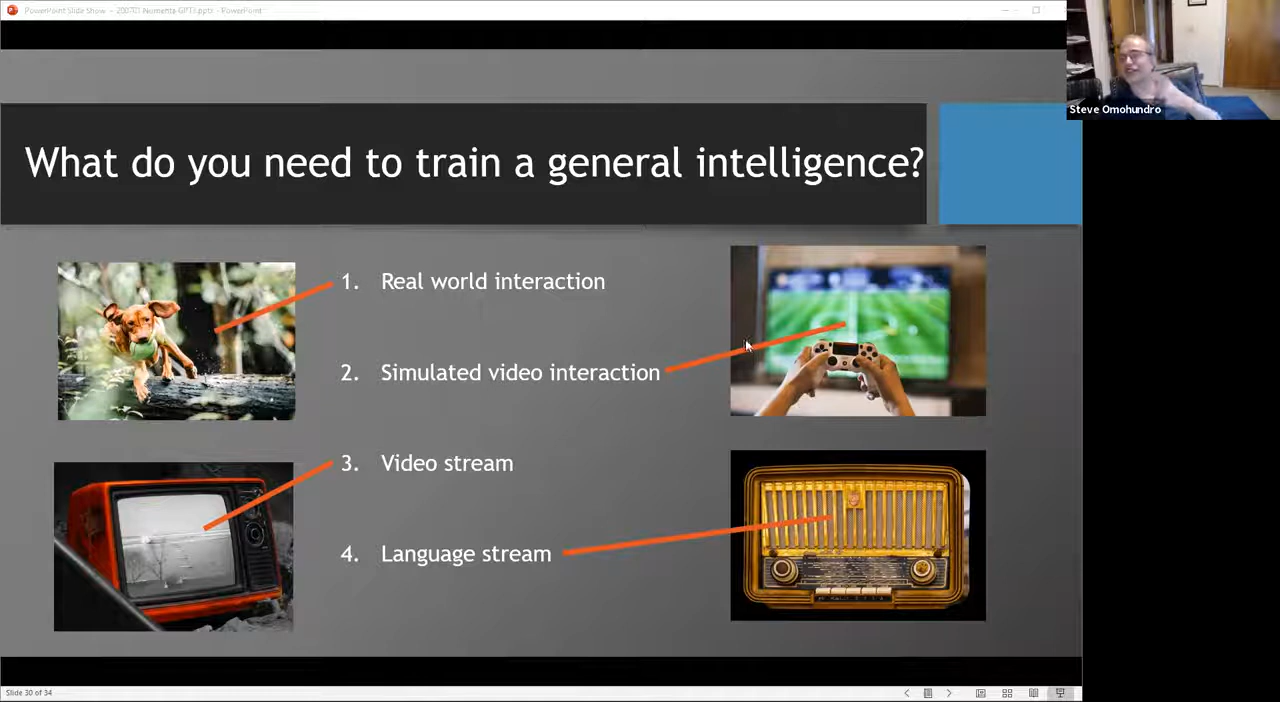 PowerPoint Slide Show - 200701 Numenta GPT3.pptx - PowerPoint
Steve Omohundro
What do you need to train a general intelligence?
1. Real world interaction
2. Simulated video interaction
3. Video stream
4. Language stream
Slide 30 of 34